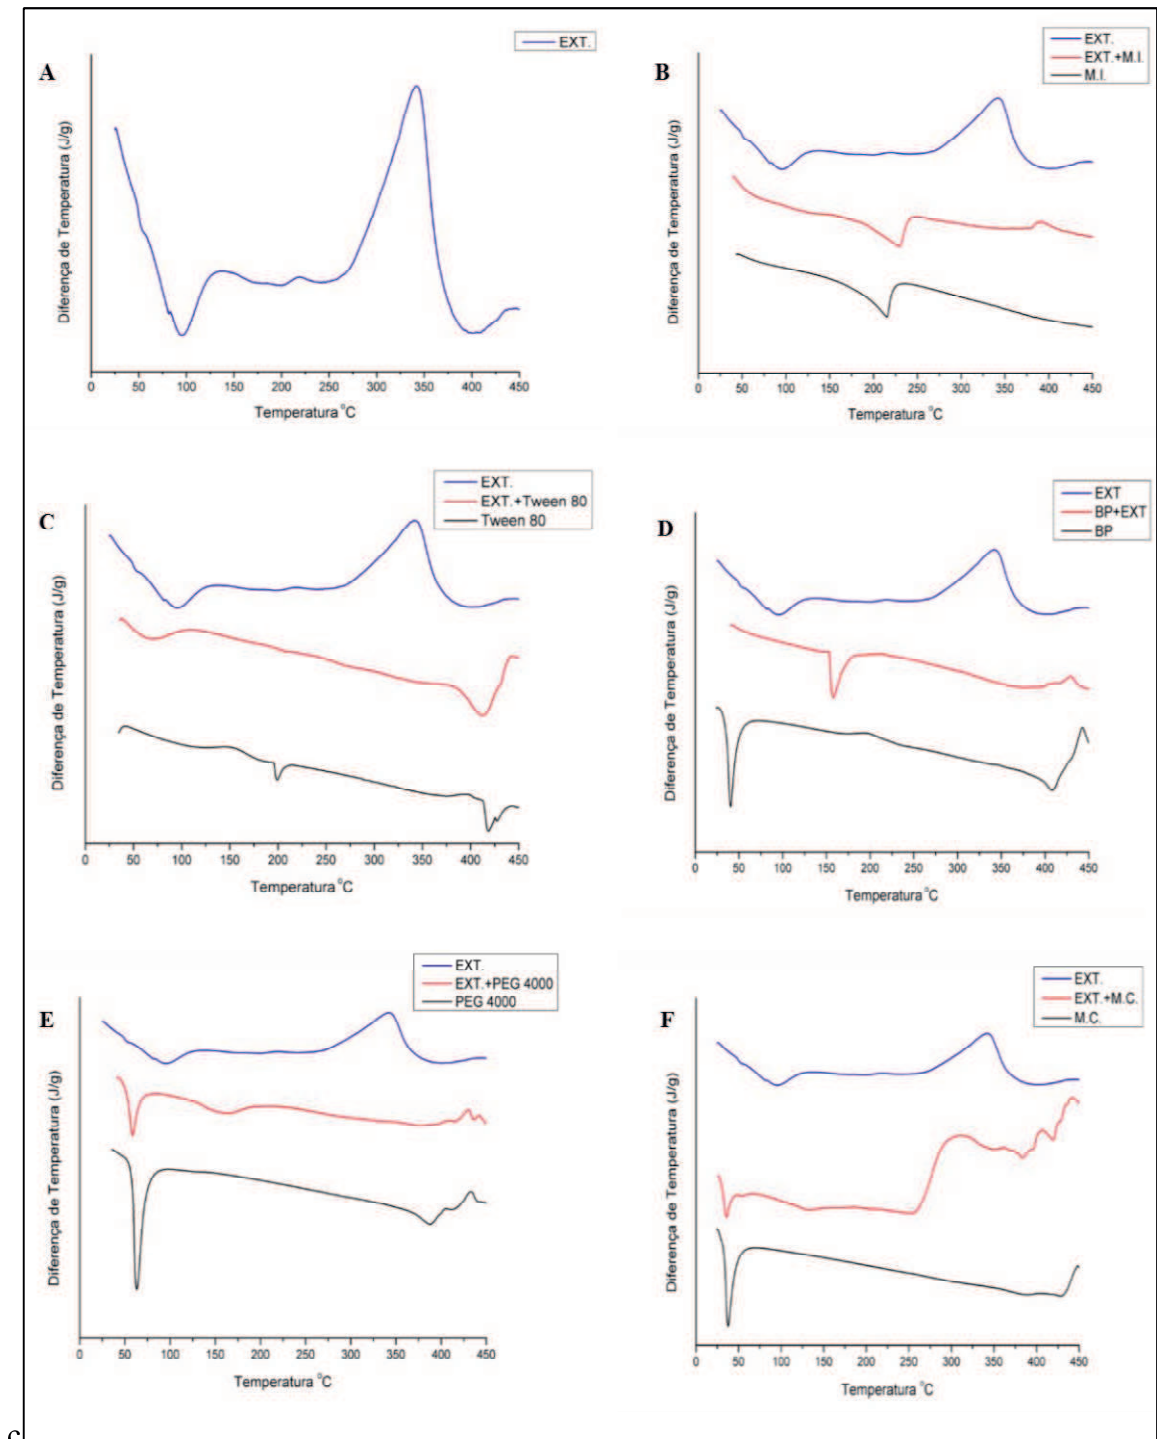 A
EXT.
Diferença de Temperatura (J/g)
0 50 100 150 200 250 300 350 400 450
Temperatura °C
B
EXT.
EXT.+M.I.
M.I.
Diferença de Temperatura (J/g)
0 50 100 150 200 250 300 350 400 450
Temperatura °C
C
EXT.
EXT.+Tween 80
Tween 80
Diferença de Temperatura (J/g)
0 50 100 150 200 250 300 350 400 450
Temperatura °C
D
EXT
BP+EXT
BP
Diferença de Temperatura (J/g)
0 50 100 150 200 250 300 350 400 450
Temperatura °C
E
EXT.
EXT.+PEG 4000
PEG 4000
Diferença de Temperatura (J/g)
0 50 100 150 200 250 300 350 400 450
Temperatura °C
F
EXT.
EXT.+M.C.
M.C.
Diferença de Temperatura (J/g)
0 50 100 150 200 250 300 350 400 450
Temperatura °C
c